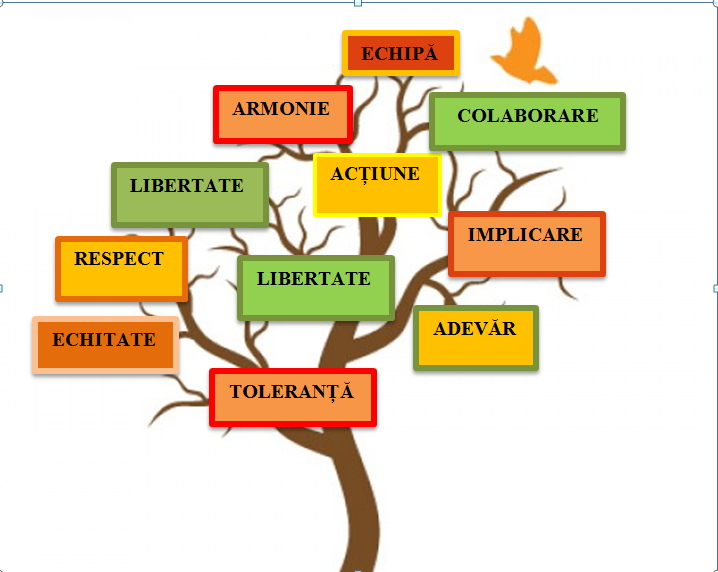 ECHIPĂ
ARMONIE
COLABORARE
ACȚIUNE
LIBERTATE
IMPLICARE
RESPECT
LIBERTATE
ADEVĂR
ECHITATE
TOLERANȚĂ